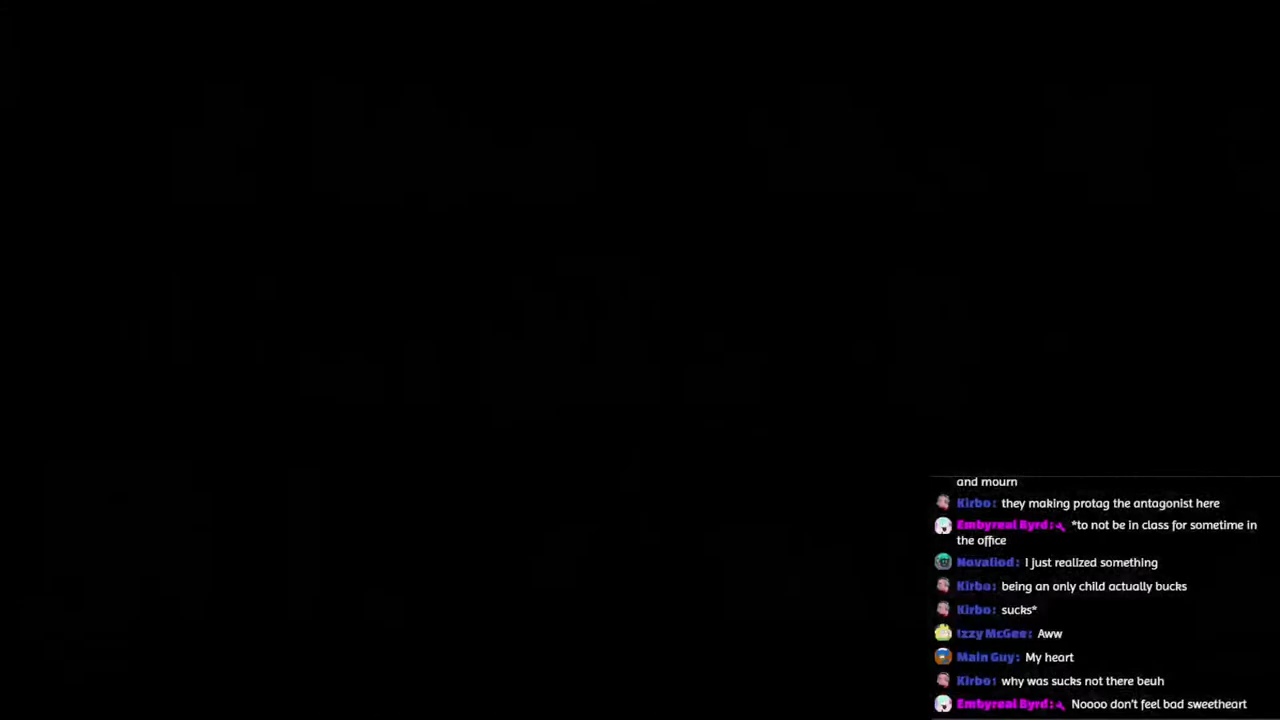 and mourn
Kirbo: they making protag the antagonist here
Embyreal Byrd: *to not be in class for sometime in
the office
Novaliod: I just realized something
Kirbo: being an only child actually bucks
Kirbo: sucks*
Izzy McGee: Aww
Main Guy: My heart
Kirbo: why was sucks not there beuh
Embyreal Byrd: Noooo don't feel bad sweetheart